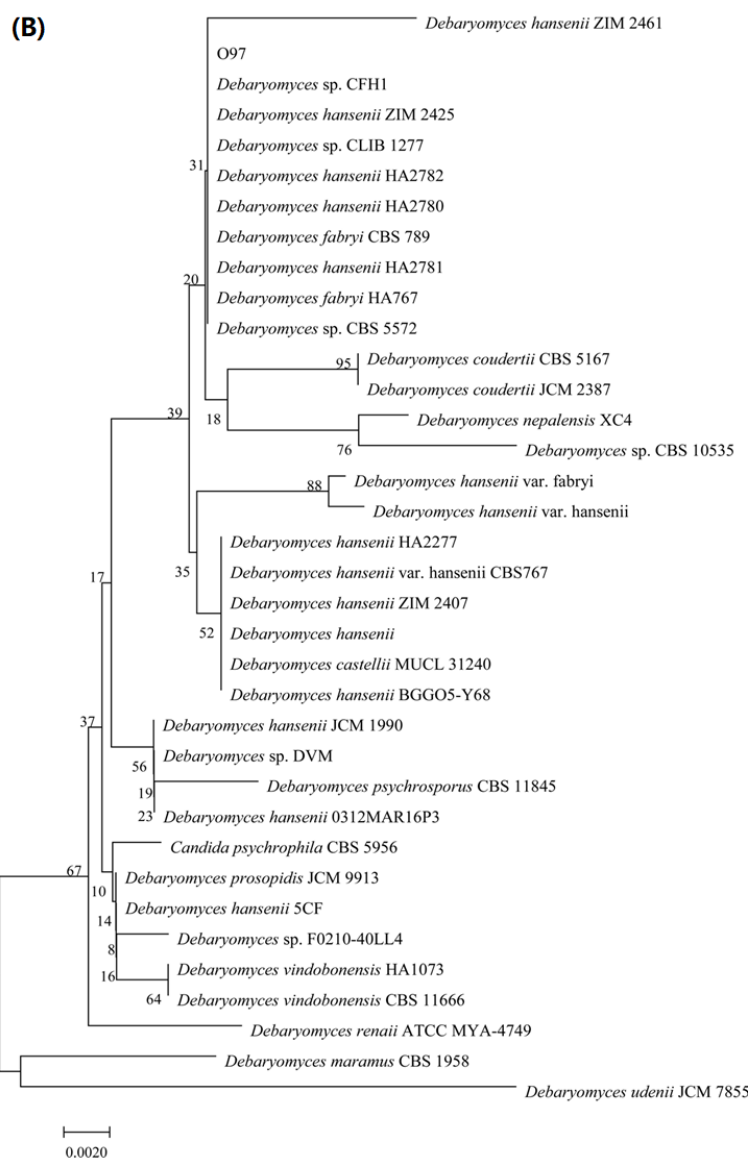 (B)
Debaryomyces hansenii ZIM 2461
O97
Debaryomyces sp. CFH1
Debaryomyces hansenii ZIM 2425
Debaryomyces sp. CLIB 1277
31
Debaryomyces hansenii HA2782
Debaryomyces hansenii HA2780
Debaryomyces fabryi CBS 789
Debaryomyces hansenii HA2781
20
Debaryomyces fabryi HA767
Debaryomyces sp. CBS 5572
95
Debaryomyces coudertii CBS 5167
Debaryomyces coudertii JCM 2387
39
18
Debaryomyces nepalensis XC4
76
Debaryomyces sp. CBS 10535
88
Debaryomyces hansenii var. fabryi
Debaryomyces hansenii var. hansenii
Debaryomyces hansenii HA2277
35
Debaryomyces hansenii var. hansenii CBS767
17
Debaryomyces hansenii ZIM 2407
52
Debaryomyces hansenii
Debaryomyces castellii MUCL 31240
Debaryomyces hansenii BGGO5-Y68
37
Debaryomyces hansenii JCM 1990
56
Debaryomyces sp. DVM
19
Debaryomyces psychrosporus CBS 11845
23
Debaryomyces hansenii 0312MAR16P3
Candida psychrophila CBS 5956
67
Debaryomyces prosopidis JCM 9913
10
Debaryomyces hansenii 5CF
14
Debaryomyces sp. F0210-40LL4
8
16
Debaryomyces vindobonensis HA1073
64
Debaryomyces vindobonensis CBS 11666
Debaryomyces renaii ATCC MYA-4749
Debaryomyces maramus CBS 1958
Debaryomyces udenii JCM 7855
0.0020